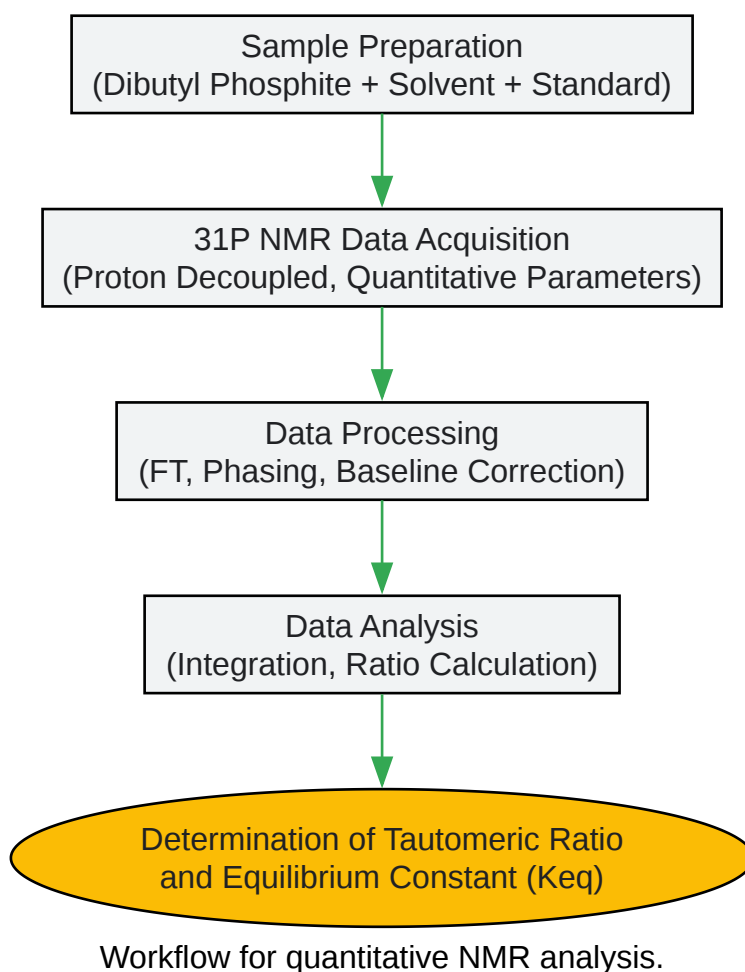 Sample Preparation
(Dibutyl Phosphite + Solvent + Standard)
31P NMR Data Acquisition
(Proton Decoupled, Quantitative Parameters)
Data Processing
(FT, Phasing, Baseline Correction)
Data Analysis
(Integration, Ratio Calculation)
Determination of Tautomeric Ratio
and Equilibrium Constant (Keq)
Workflow for quantitative NMR analysis.